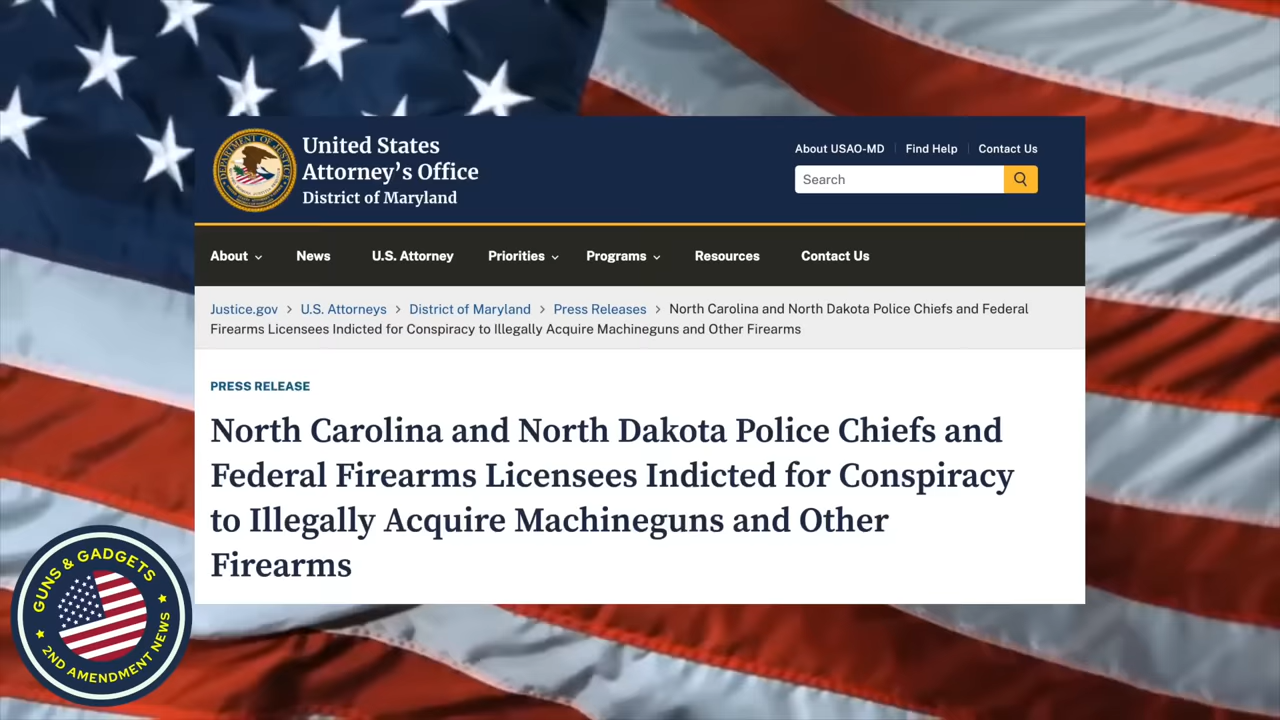 United States
Attorney's Office
District of Maryland
About USAO-MD
Find Help
Contact Us
Search
About
News
U.S. Attorney
Priorities
Programs
Resources
Contact Us
Justice.gov > U.S. Attorneys > District of Maryland > Press Releases > North Carolina and North Dakota Police Chiefs and Federal
Firearms Licensees Indicted for Conspiracy to Illegally Acquire Machineguns and Other Firearms
PRESS RELEASE
North Carolina and North Dakota Police Chiefs and
Federal Firearms Licensees Indicted for Conspiracy
to Illegally Acquire Machineguns and Other
Firearms
GUNS & GADGETS
2ND AMENDMENT NEWS